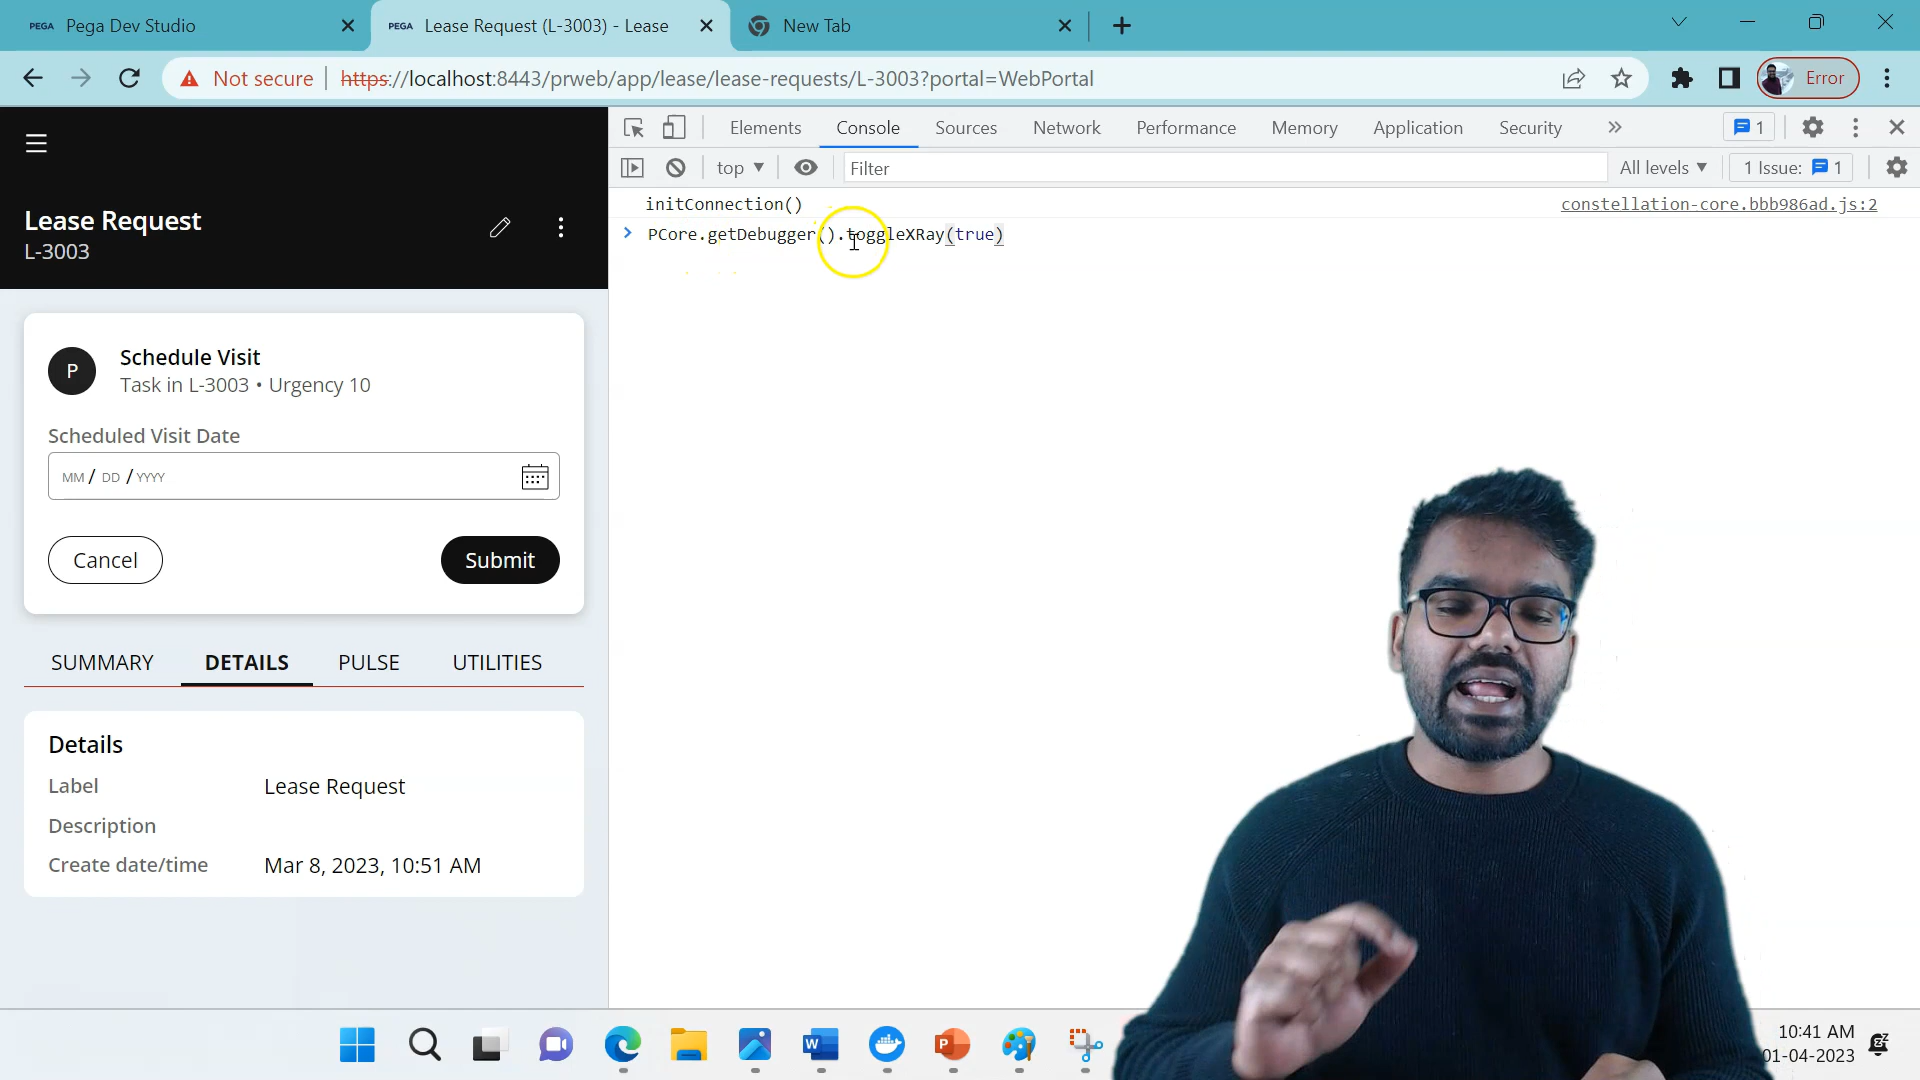 PEGA Pega Dev Studio
PEGA Lease Request (L-3003) - Lease
New Tab
Not secure
https://localhost:8443/prweb/app/lease/lease-requests/L-3003?portal=WebPortal
Error
Elements Console Sources Network Performance Memory Application Security
1
top
Filter
All levels
1 Issue: 1
initConnection()
constellation-core.bbb986ad.js:2
PCore.getDebugger().toggleXRay(true)
Lease Request
L-3003
P
Schedule Visit
Task in L-3003 • Urgency 10
Scheduled Visit Date
MM / DD / YYYY
Cancel
Submit
SUMMARY DETAILS PULSE UTILITIES
Details
Label Lease Request
Description
Create date/time Mar 8, 2023, 10:51 AM
W
P
10:41 AM
01-04-2023